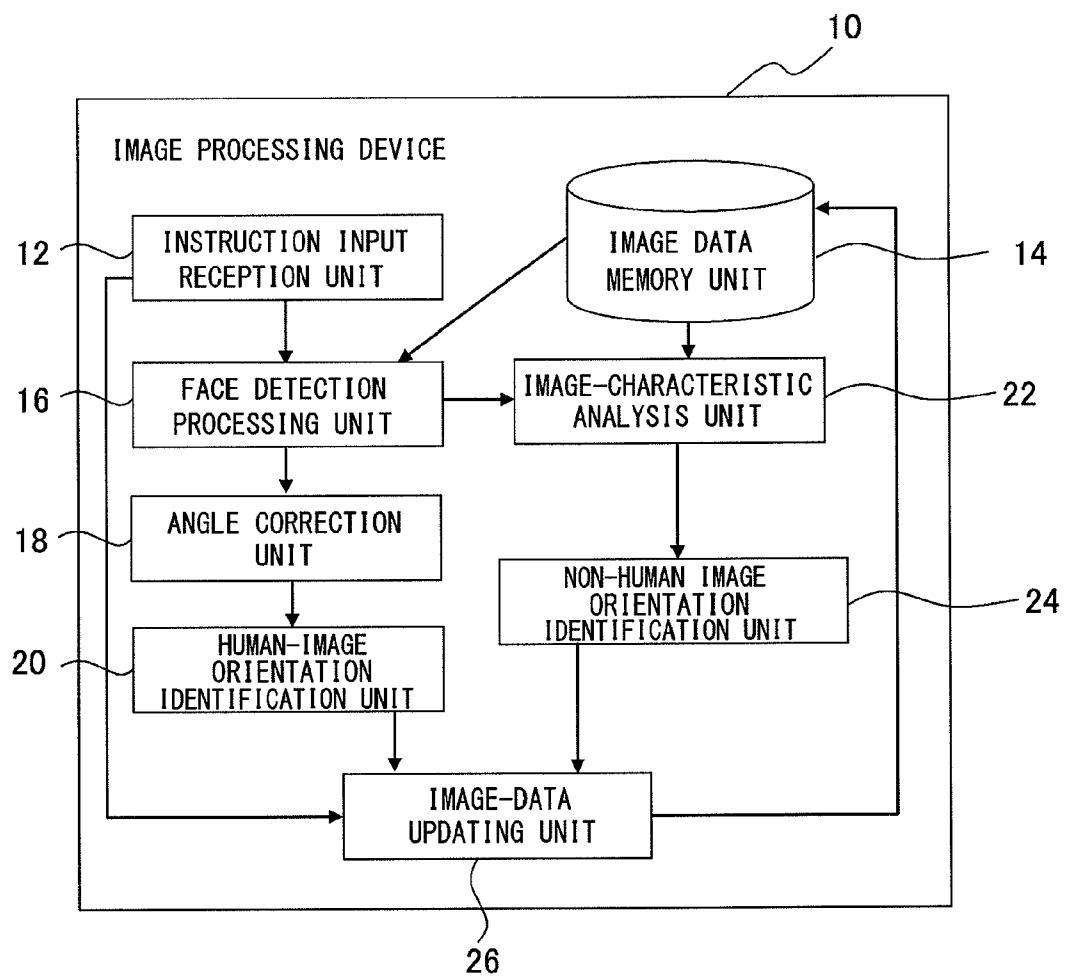 10
IMAGE PROCESSING DEVICE
12
INSTRUCTION INPUT
RECEPTION UNIT
IMAGE DATA
MEMORY UNIT
14
16
FACE DETECTION
PROCESSING UNIT
IMAGE-CHARACTERISTIC
ANALYSIS UNIT
22
18
ANGLE CORRECTION
UNIT
NON-HUMAN IMAGE
ORIENTATION
IDENTIFICATION UNIT
24
20
HUMAN-IMAGE
ORIENTATION
IDENTIFICATION UNIT
IMAGE-DATA
UPDATING UNIT
26